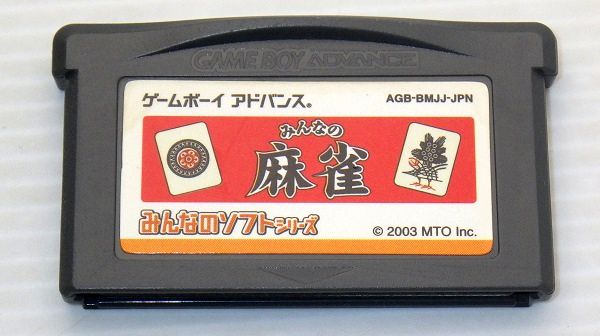 GAME BOY ADVANCE
ゲームボーイ アドバンス®
AGB-BMJJ-JPN
みんなの
麻雀
みんなのソフトシリーズ
© 2003 MTO Inc.